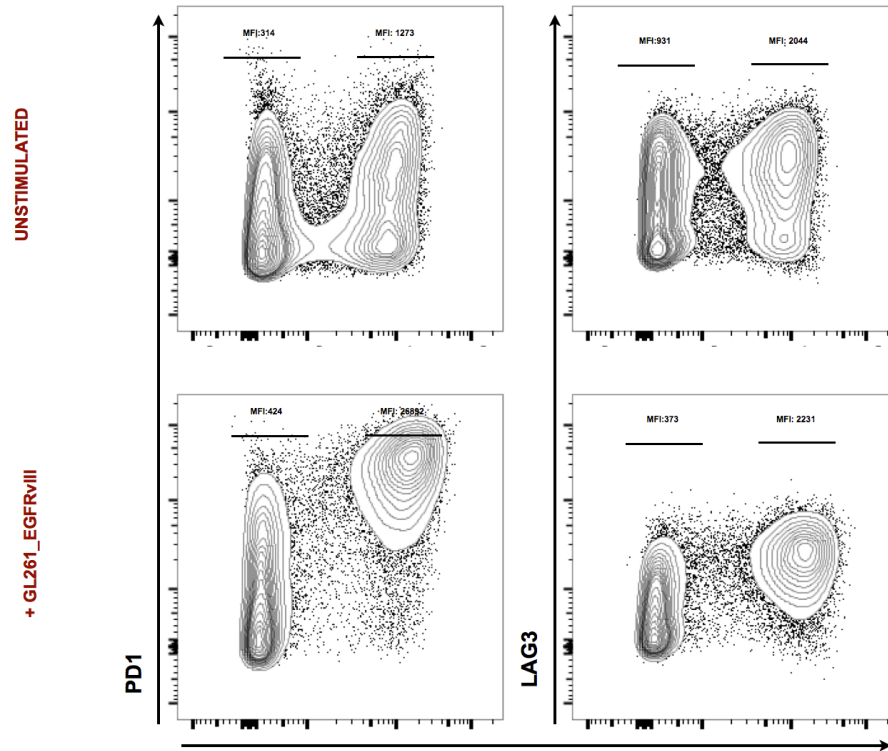 MFI:314
MFI: 1273
MFI:931
MFI: 2044
UNSTIMULATED
MFI:424
MFI: 26892
MFI:373
MFI: 2231
+ GL261_EGFRvIII
PD1
LAG3